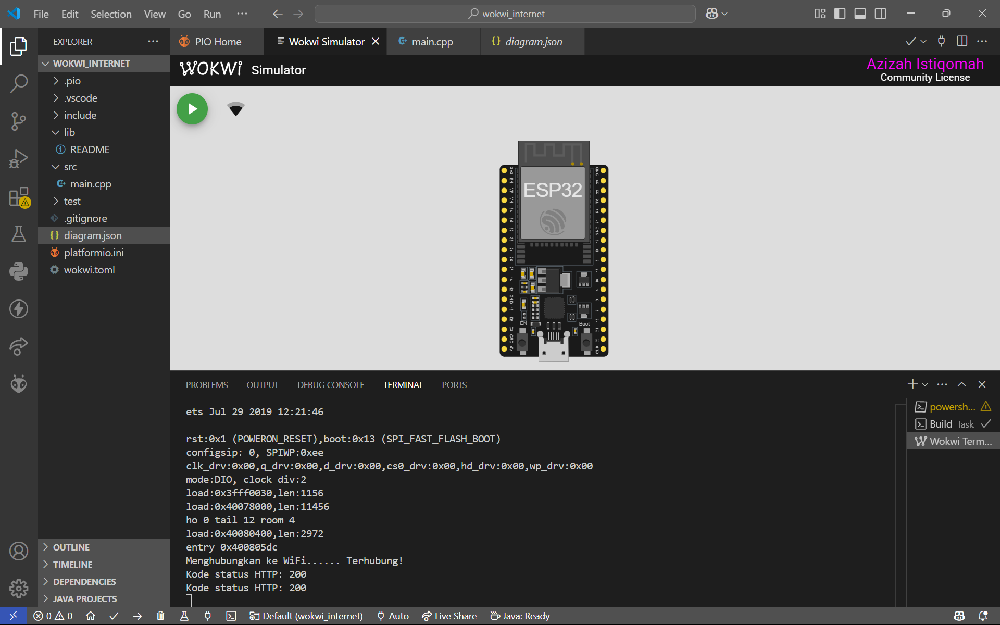 File Edit Selection View Go Run ···
wokwi_internet
EXPLORER
PIO Home
Wokwi Simulator
main.cpp
diagram.json
WOKWI_INTERNET
.pio
.vscode
include
lib
README
src
main.cpp
test
.gitignore
diagram.json
platformio.ini
wokwi.toml
OUTLINE
TIMELINE
DEPENDENCIES
JAVA PROJECTS
WOKWi Simulator
Azizah Istiqomah
Community License
ESP32
EN
Boot
PROBLEMS OUTPUT DEBUG CONSOLE TERMINAL PORTS
ets Jul 29 2019 12:21:46
rst:0x1 (POWERON_RESET),boot:0x13 (SPI_FAST_FLASH_BOOT)
configsip: 0, SPIWP:0xee
clk_drv:0x00,q_drv:0x00,d_drv:0x00,cs0_drv:0x00,hd_drv:0x00,wp_drv:0x00
mode:DIO, clock div:2
load:0x3fff0030,len:1156
load:0x40078000,len:11456
ho 0 tail 12 room 4
load:0x40080400,len:2972
entry 0x400805dc
Menghubungkan ke WiFi...... Terhubung!
Kode status HTTP: 200
Kode status HTTP: 200
powersh...
Build Task
Wokwi Term...
0 0 Default (wokwi_internet) Auto Live Share Java: Ready